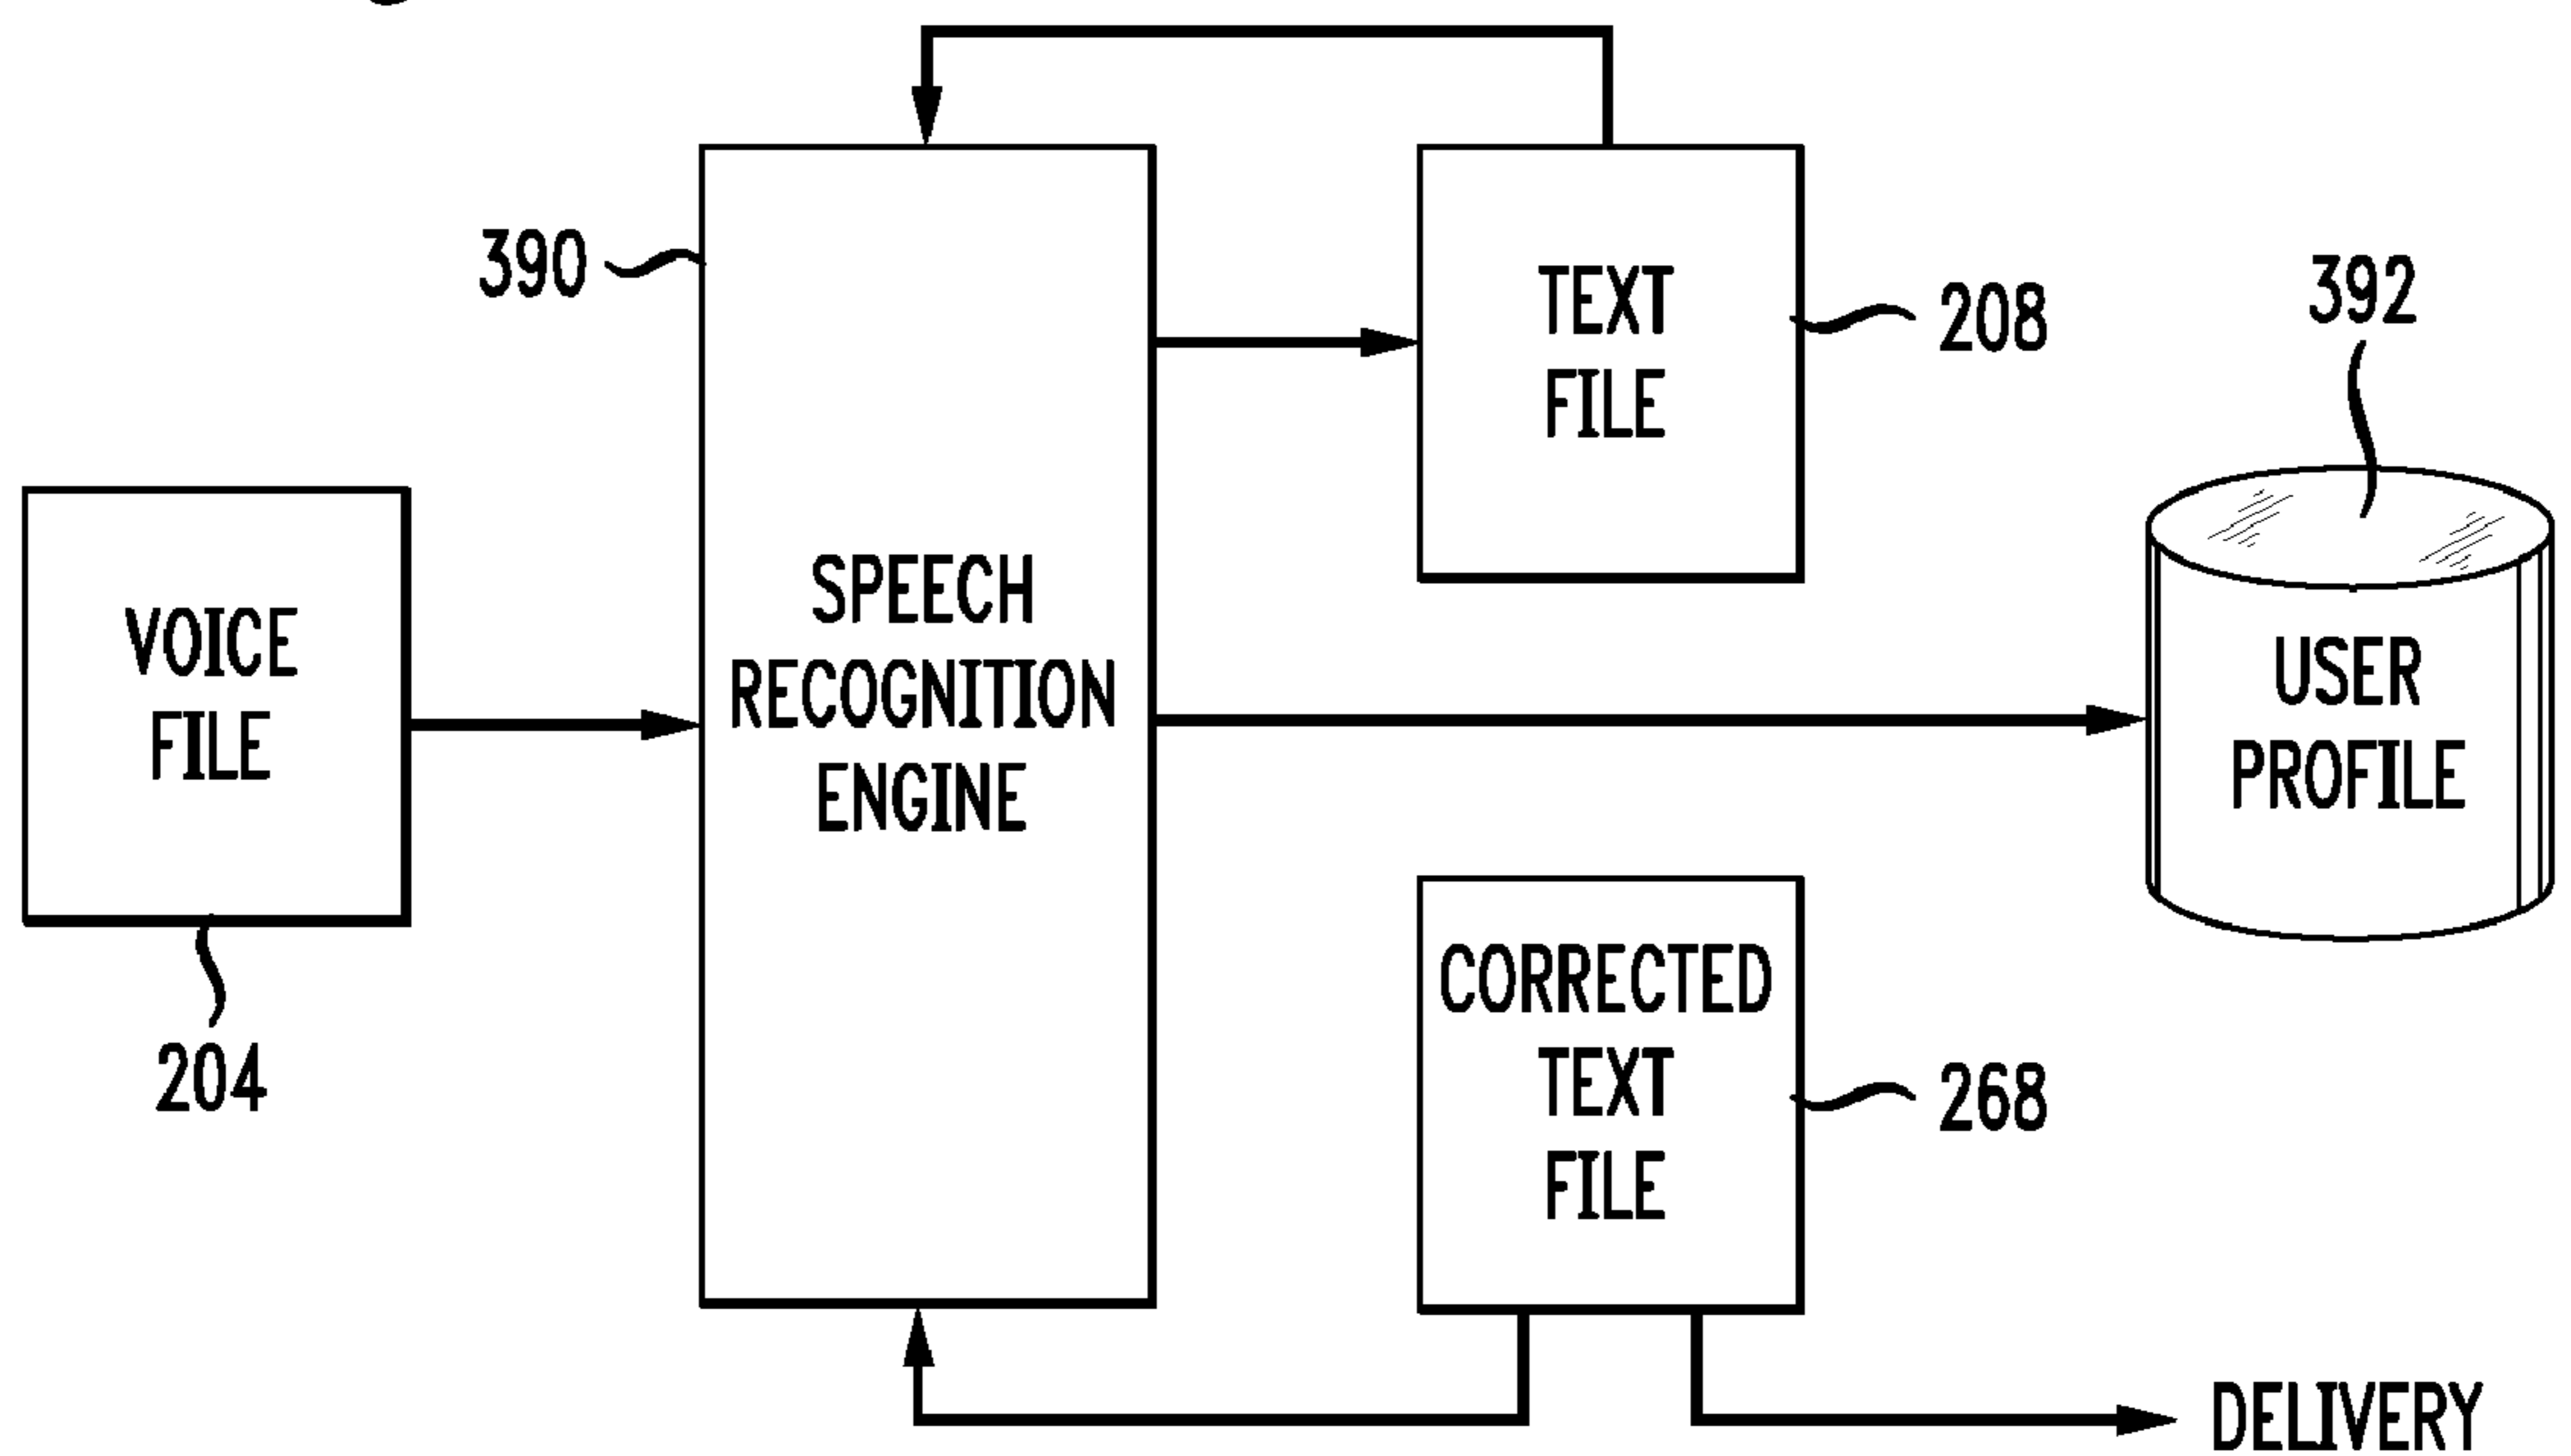 390
TEXT
FILE
208
392
VOICE
FILE
204
SPEECH
RECOGNITION
ENGINE
USER
PROFILE
CORRECTED
TEXT
FILE
268
DELIVERY